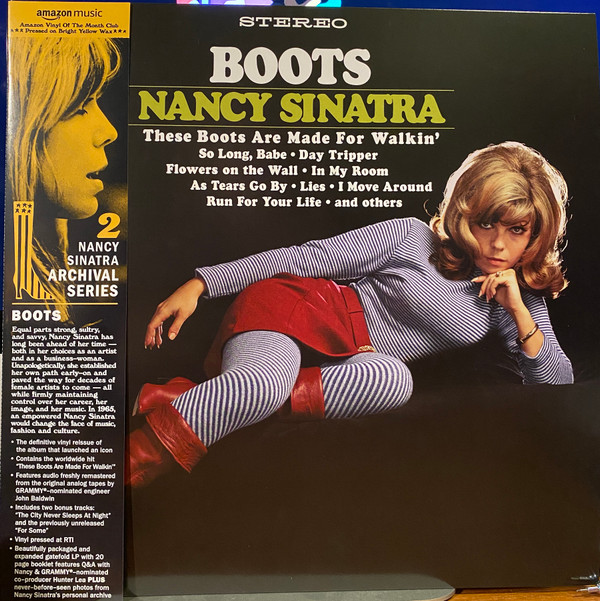 amazon music
Amazon Vinyl Of The Month Club
★★★ Pressed on Bright Yellow Wax ★★★
2
NANCY
SINATRA
ARCHIVAL
SERIES
BOOTS
Equal parts strong, sultry,
and savvy, Nancy Sinatra has
long been ahead of her time —
both in her choices as an artist
and as a business-woman.
Unapologetically, she established
her own path early-on and
paved the way for decades of
female artists to come — all
while firmly maintaining
control over her career, her
image, and her music. In 1965,
an empowered Nancy Sinatra
would change the face of music,
fashion and culture.
• The definitive vinyl reissue of
the album that launched an icon
• Contains the worldwide hit
"These Boots Are Made For Walkin'"
• Features audio freshly remastered
from the original analog tapes by
GRAMMY®-nominated engineer
John Baldwin
• Includes two bonus tracks:
"The City Never Sleeps At Night"
and the previously unreleased
"For Some"
• Vinyl pressed at RTI
• Beautifully packaged and
expanded gatefold LP with 20
page booklet features Q&A with
Nancy & GRAMMY®-nominated
co-producer Hunter Lea PLUS
never-before-seen photos from
Nancy Sinatra's personal archive
STEREO
BOOTS
NANCY SINATRA
These Boots Are Made For Walkin'
So Long, Babe • Day Tripper
Flowers on the Wall • In My Room
As Tears Go By • Lies • I Move Around
Run For Your Life • and others